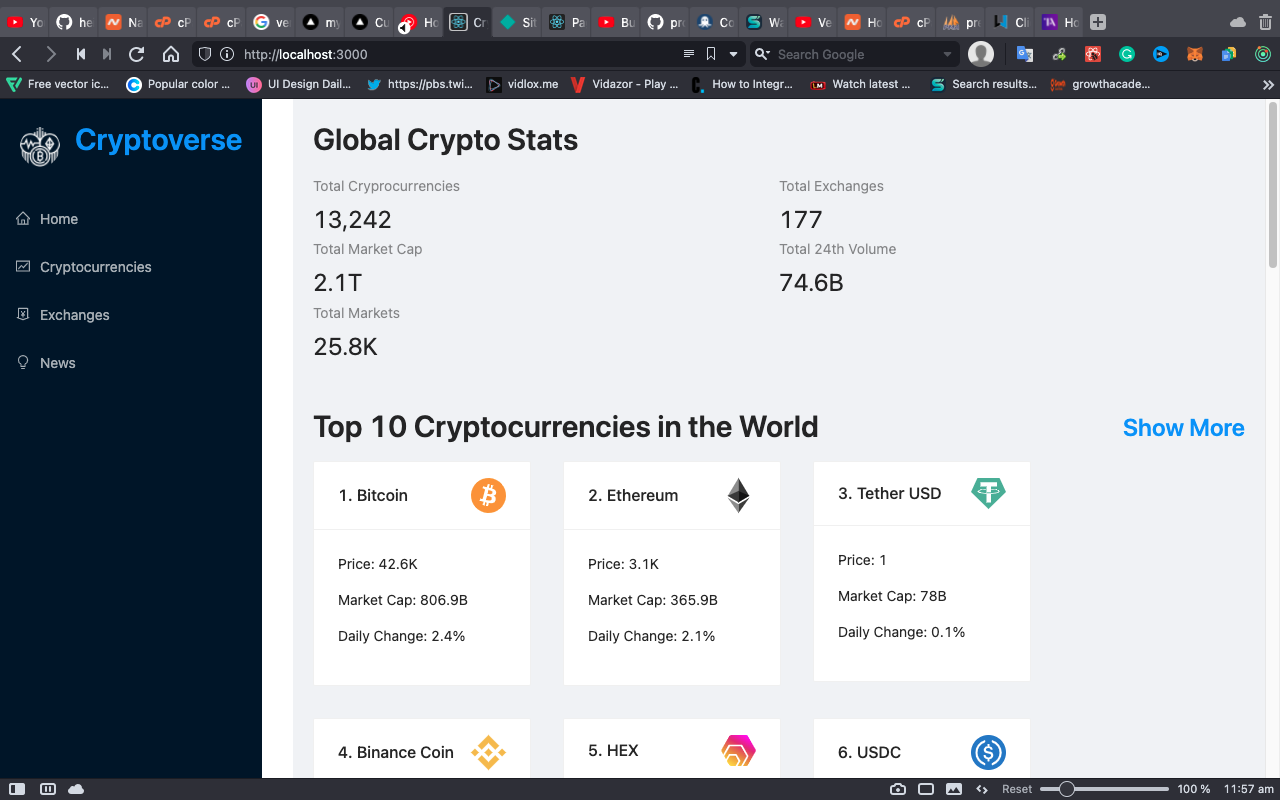 Yo he Na cP cP ve my Cu Ho Cr Sit Pa Bu pr Co Wa Ve Ho cP pr Cli Ho
http://localhost:3000 Search Google
Free vector ic... Popular color ... UI Design Dail... https://pbs.twi... vidlox.me Vidazor - Play ... How to Integr... Watch latest ... Search results... growthacade...
Cryptoverse
Home
Cryptocurrencies
Exchanges
News
Global Crypto Stats
Total Cryprocurrencies
13,242
Total Exchanges
177
Total Market Cap
2.1T
Total 24th Volume
74.6B
Total Markets
25.8K
Top 10 Cryptocurrencies in the World
Show More
1. Bitcoin
Price: 42.6K
Market Cap: 806.9B
Daily Change: 2.4%
2. Ethereum
Price: 3.1K
Market Cap: 365.9B
Daily Change: 2.1%
3. Tether USD
Price: 1
Market Cap: 78B
Daily Change: 0.1%
4. Binance Coin
5. HEX
6. USDC
Reset 100 % 11:57 am